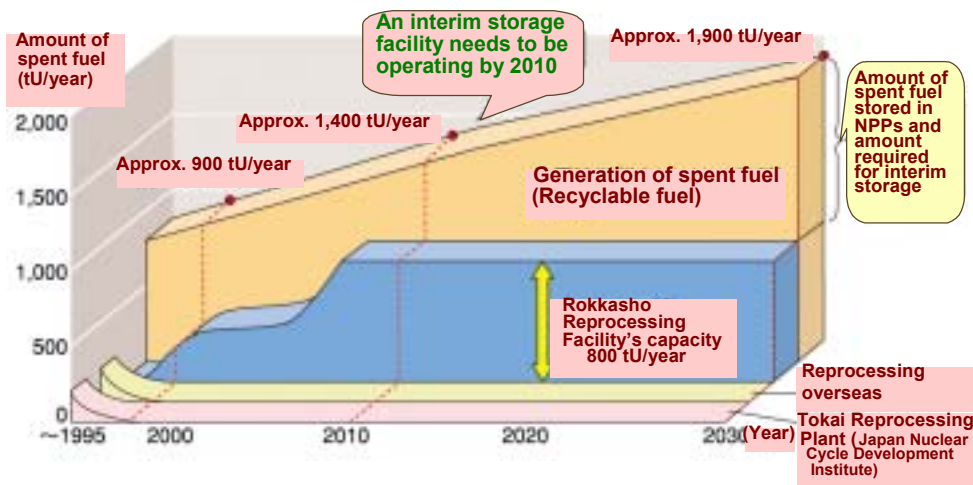 Amount of
spent fuel
(tU/year)
An interim storage
facility needs to be
operating by 2010
Approx. 1,900 tU/year
Amount of
spent fuel
stored in
NPPs and
amount
required
for interim
storage
Approx. 1,400 tU/year
Approx. 900 tU/year
Generation of spent fuel
(Recyclable fuel)
2,000
1,500
1,000
500
0
Rokkasho
Reprocessing
Facility's capacity
800 tU/year
Reprocessing
overseas
Tokai Reprocessing
Plant (Japan Nuclear
Cycle Development
Institute)
~1995
2000
2010
2020
2030
(Year)